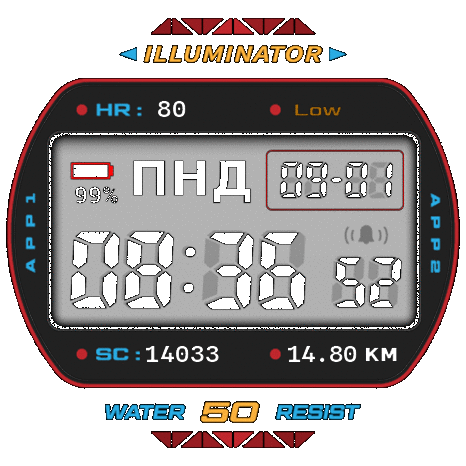 ILLUMINATOR
HR: 80 Low
99% ПНД 09-01
08:36 52
APP1
APP2
SC:14033 14.80 КМ
WATER 50 RESIST